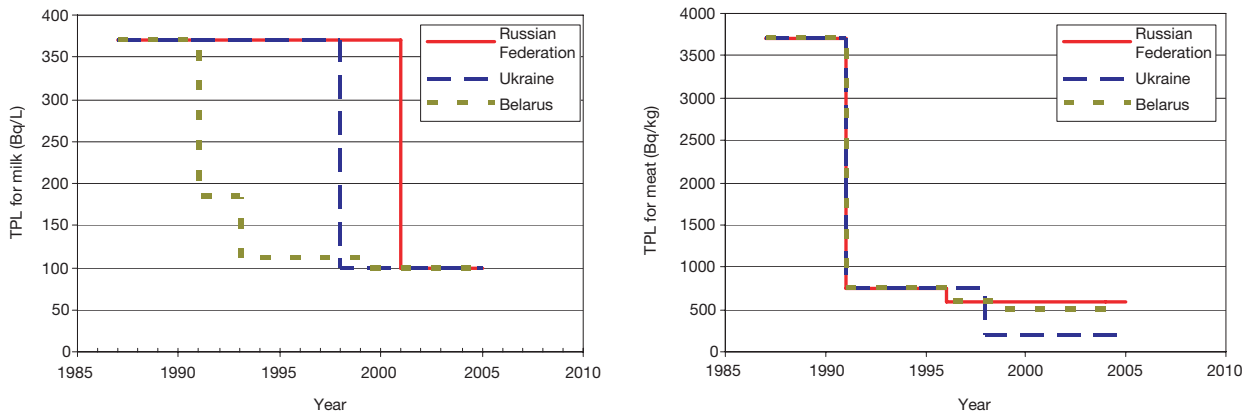 400
350
300
250
200
150
100
50
0
TPL for milk (Bq/L)
1985 1990 1995 2000 2005 2010
Year
Russian
Federation
Ukraine
Belarus
4000
3500
3000
2500
2000
1500
1000
500
0
TPL for meat (Bq/kg)
1985 1990 1995 2000 2005 2010
Year
Russian
Federation
Ukraine
Belarus